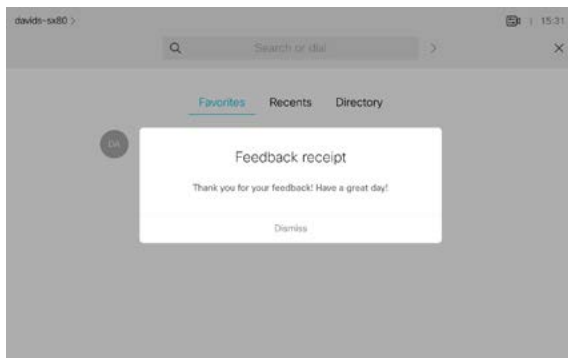 davids-sx80 >
15:31
Search or dial
Favorites Recents Directory
DA
Feedback receipt
Thank you for your feedback! Have a great day!
Dismiss